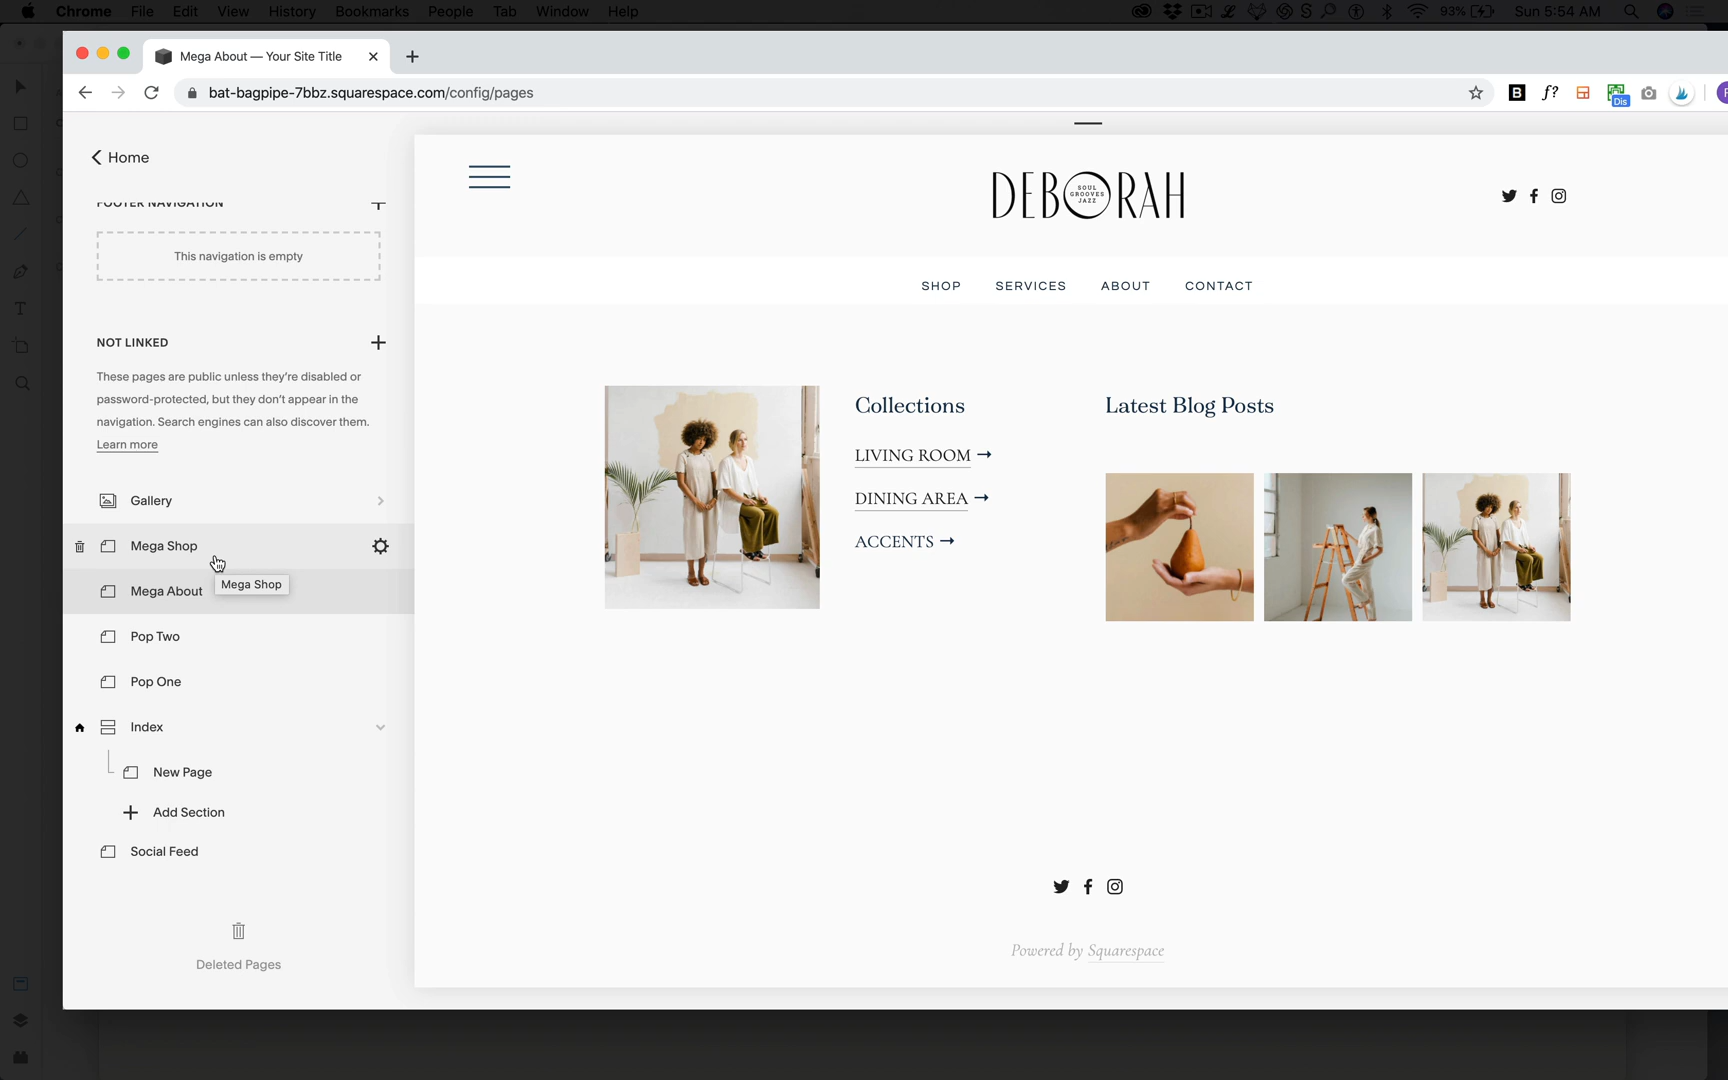 Chrome File Edit View History Bookmarks People Tab Window Help 93% Sun 5:54 AM
Mega About — Your Site Title
bat-bagpipe-7bbz.squarespace.com/config/pages
B f? Dis
Home
FOOTER NAVIGATION
This navigation is empty
NOT LINKED
These pages are public unless they're disabled or
password-protected, but they don't appear in the
navigation. Search engines can also discover them.
Learn more
Gallery
Mega Shop
Mega Shop
Mega About
Pop Two
Pop One
Index
New Page
Add Section
Social Feed
Deleted Pages
DEBORAH
SOUL
GROOVES
JAZZ
SHOP SERVICES ABOUT CONTACT
Collections
LIVING ROOM →
DINING AREA →
ACCENTS →
Latest Blog Posts
Powered by Squarespace